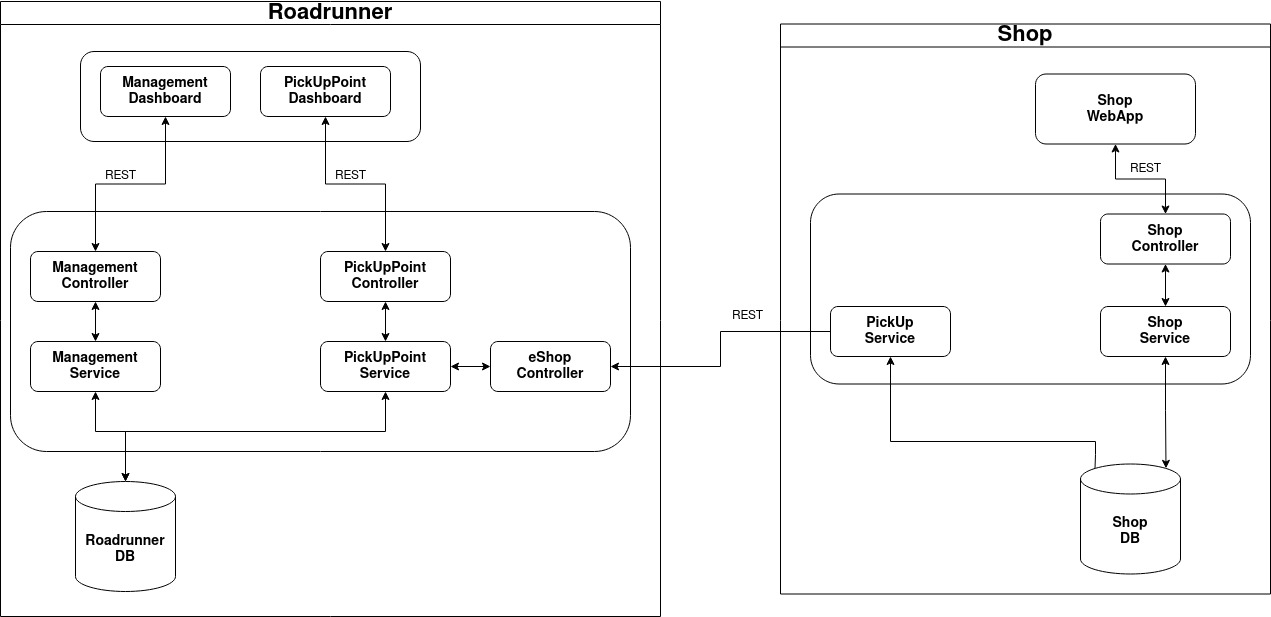 Roadrunner
Management
Dashboard
PickUpPoint
Dashboard
REST
REST
Management
Controller
PickUpPoint
Controller
Management
Service
PickUpPoint
Service
eShop
Controller
Roadrunner
DB
REST
Shop
Shop
WebApp
REST
Shop
Controller
PickUp
Service
Shop
Service
Shop
DB